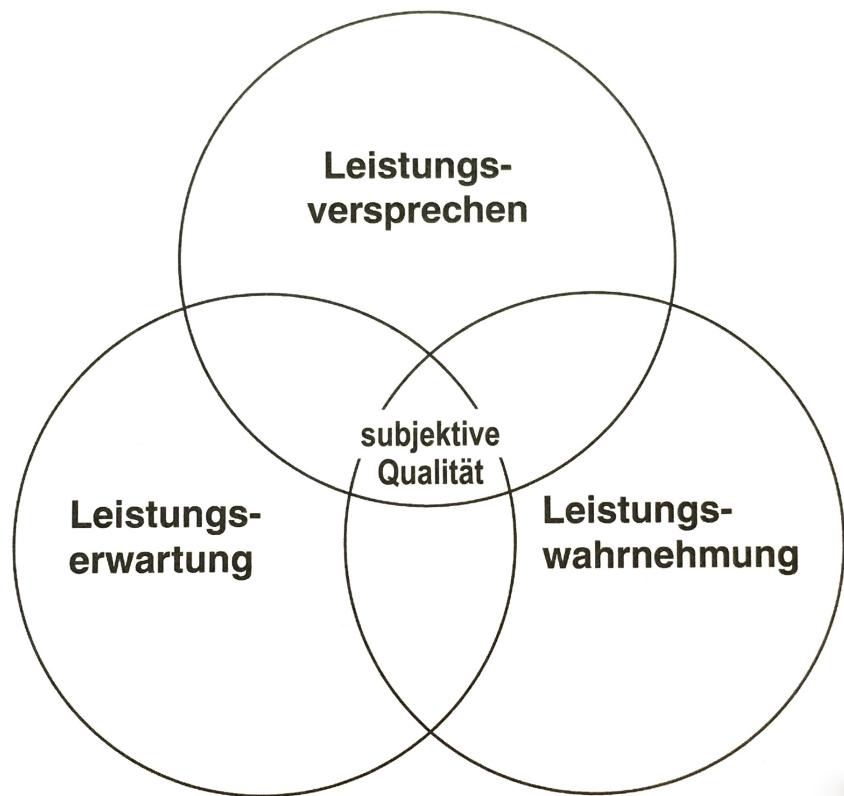 Leistungs-
versprechen
subjektive
Qualität
Leistungs-
erwartung
Leistungs-
wahrnehmung